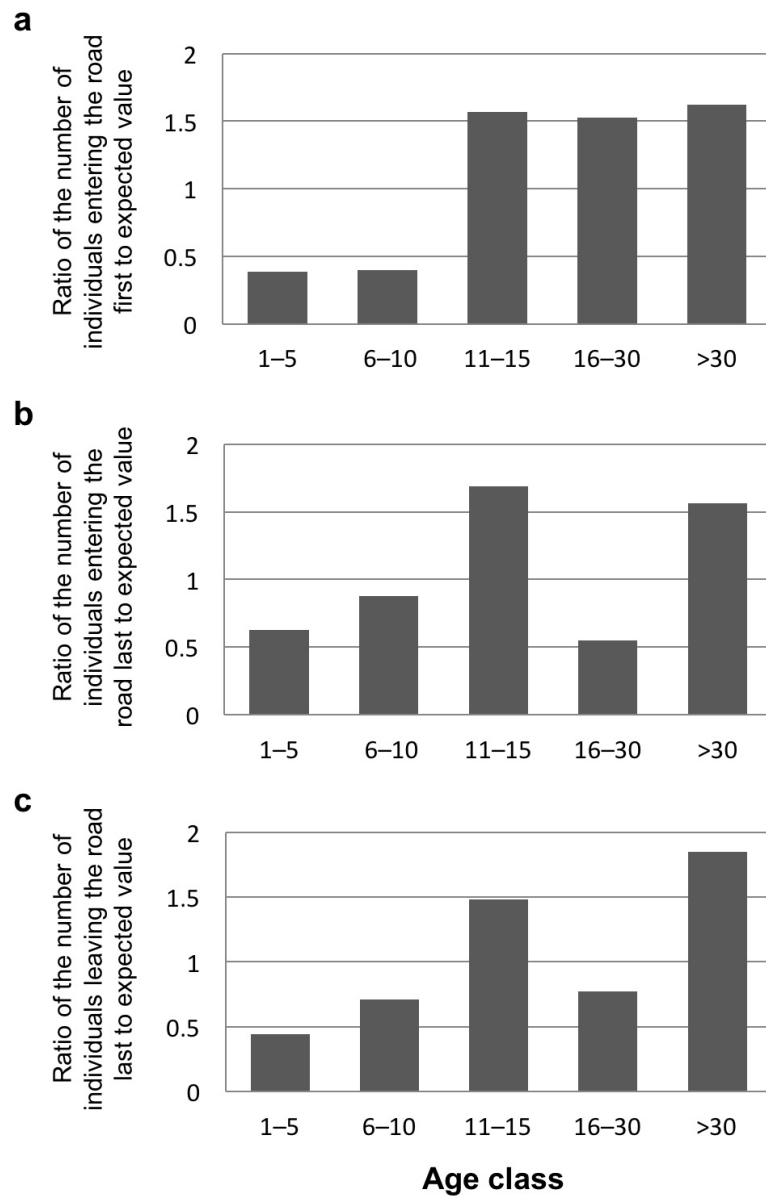 a
Ratio of the number of
individuals entering the road
first to expected value
2
1.5
1
0.5
0
1–5 6–10 11–15 16–30 >30
b
Ratio of the number of
individuals entering the
road last to expected value
2
1.5
1
0.5
0
1–5 6–10 11–15 16–30 >30
c
Ratio of the number of
individuals leaving the road
last to expected value
2
1.5
1
0.5
0
1–5 6–10 11–15 16–30 >30
Age class